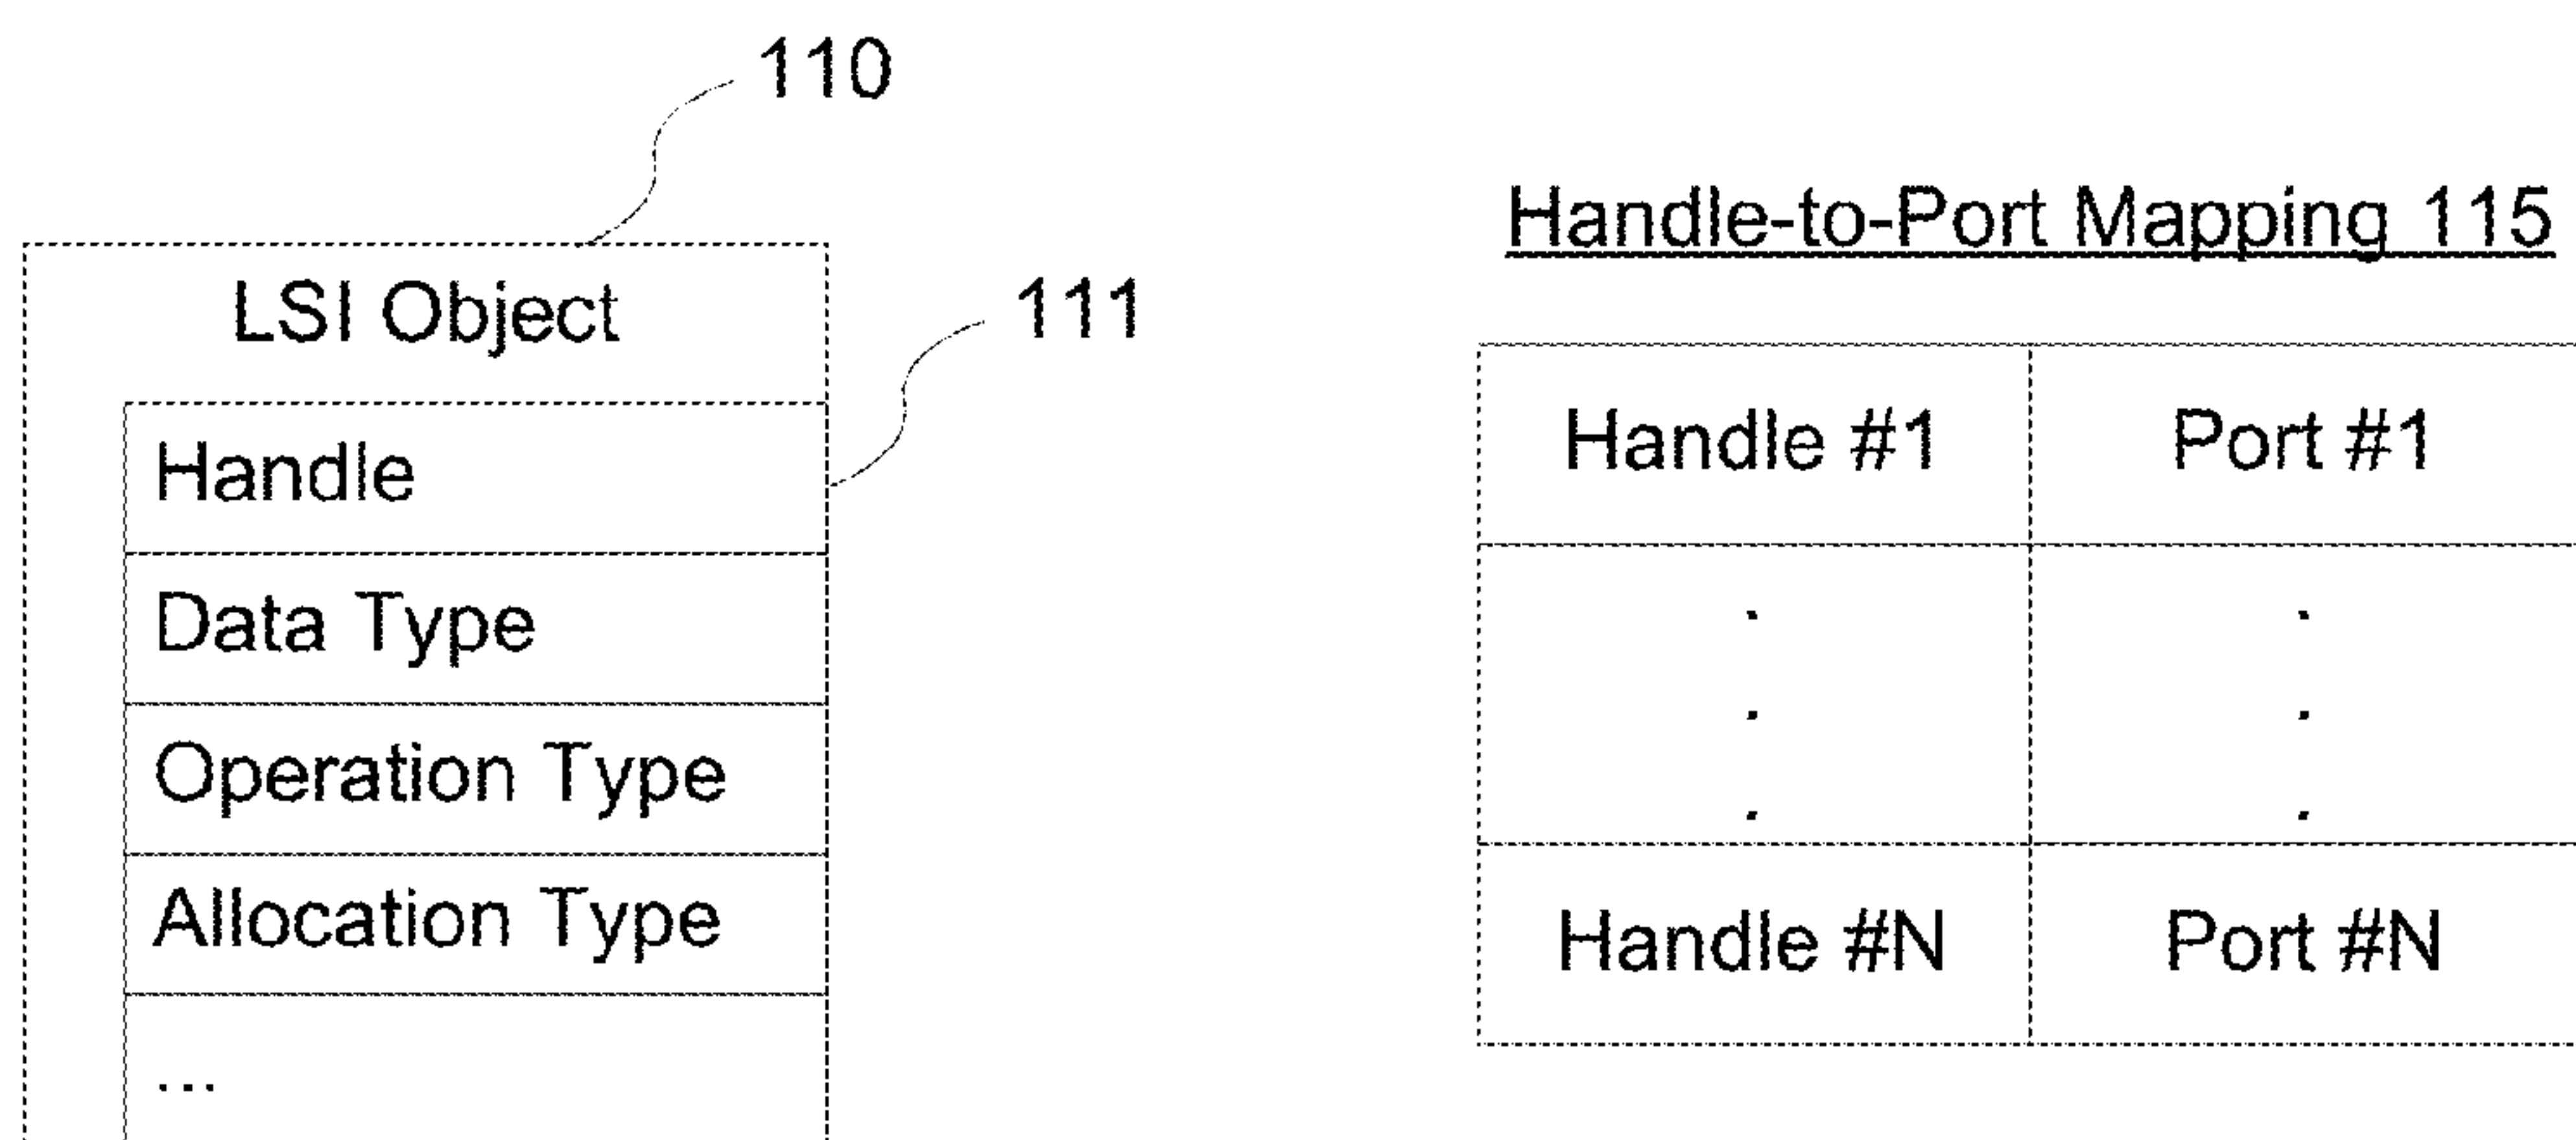 110
LSI Object
111
Handle
Data Type
Operation Type
Allocation Type
...
Handle-to-Port Mapping 115
Handle #1 Port #1
. .
. .
. .
Handle #N Port #N